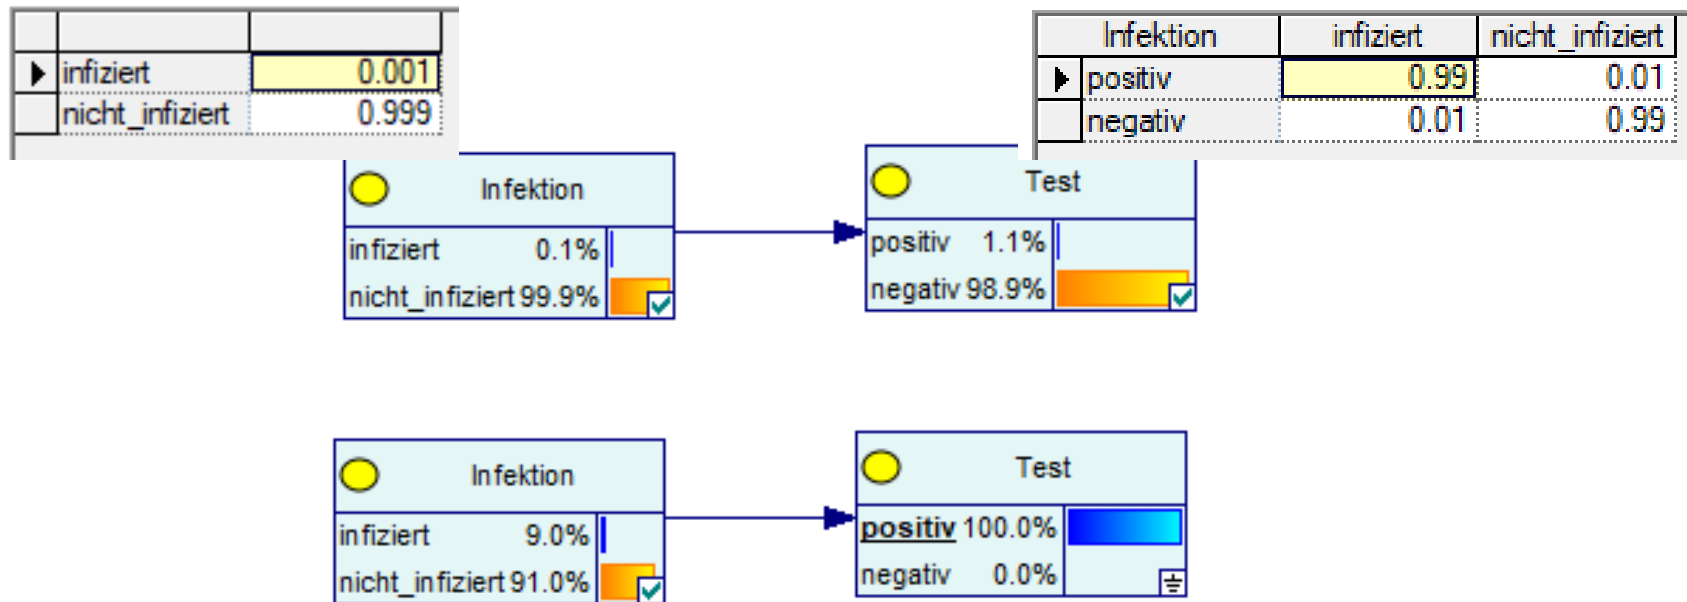 infiziert 0.001
nicht_infiziert 0.999
Infektion infiziert nicht_infiziert
positiv 0.99 0.01
negativ 0.01 0.99
Infektion
infiziert 0.1%
nicht_infiziert 99.9%
Test
positiv 1.1%
negativ 98.9%
Infektion
infiziert 9.0%
nicht_infiziert 91.0%
Test
positiv 100.0%
negativ 0.0%